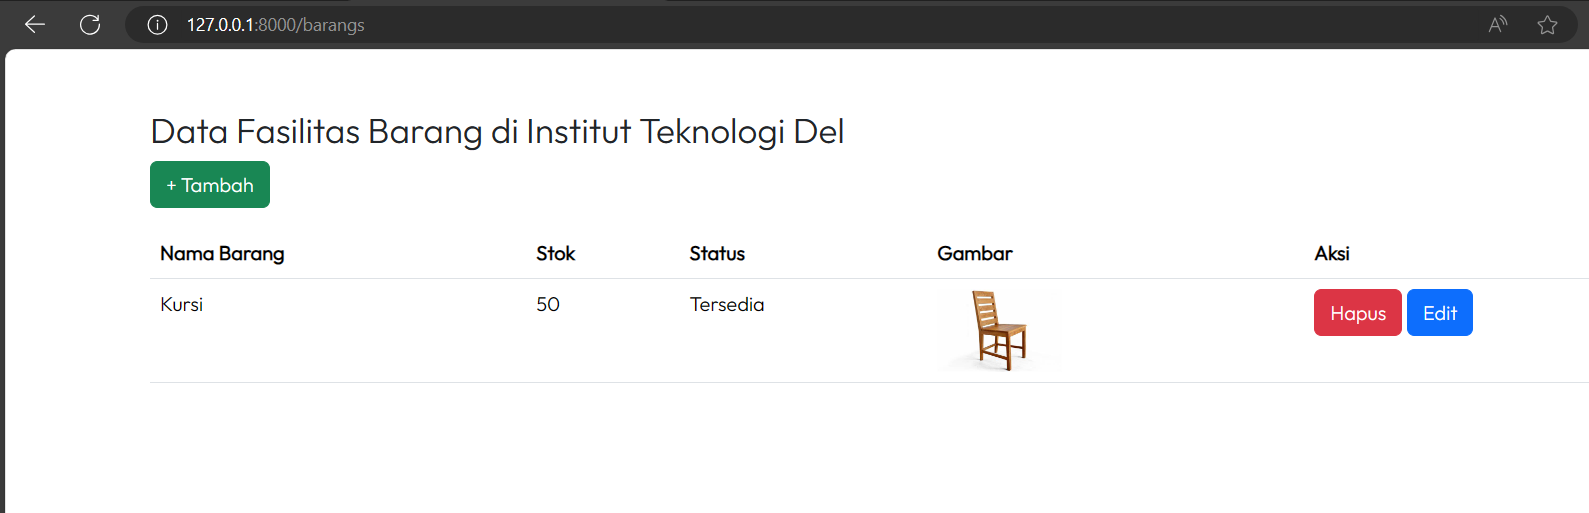 127.0.0.1:8000/barangs
Data Fasilitas Barang di Institut Teknologi Del
+ Tambah
Nama Barang Stok Status Gambar Aksi
Kursi 50 Tersedia Hapus Edit